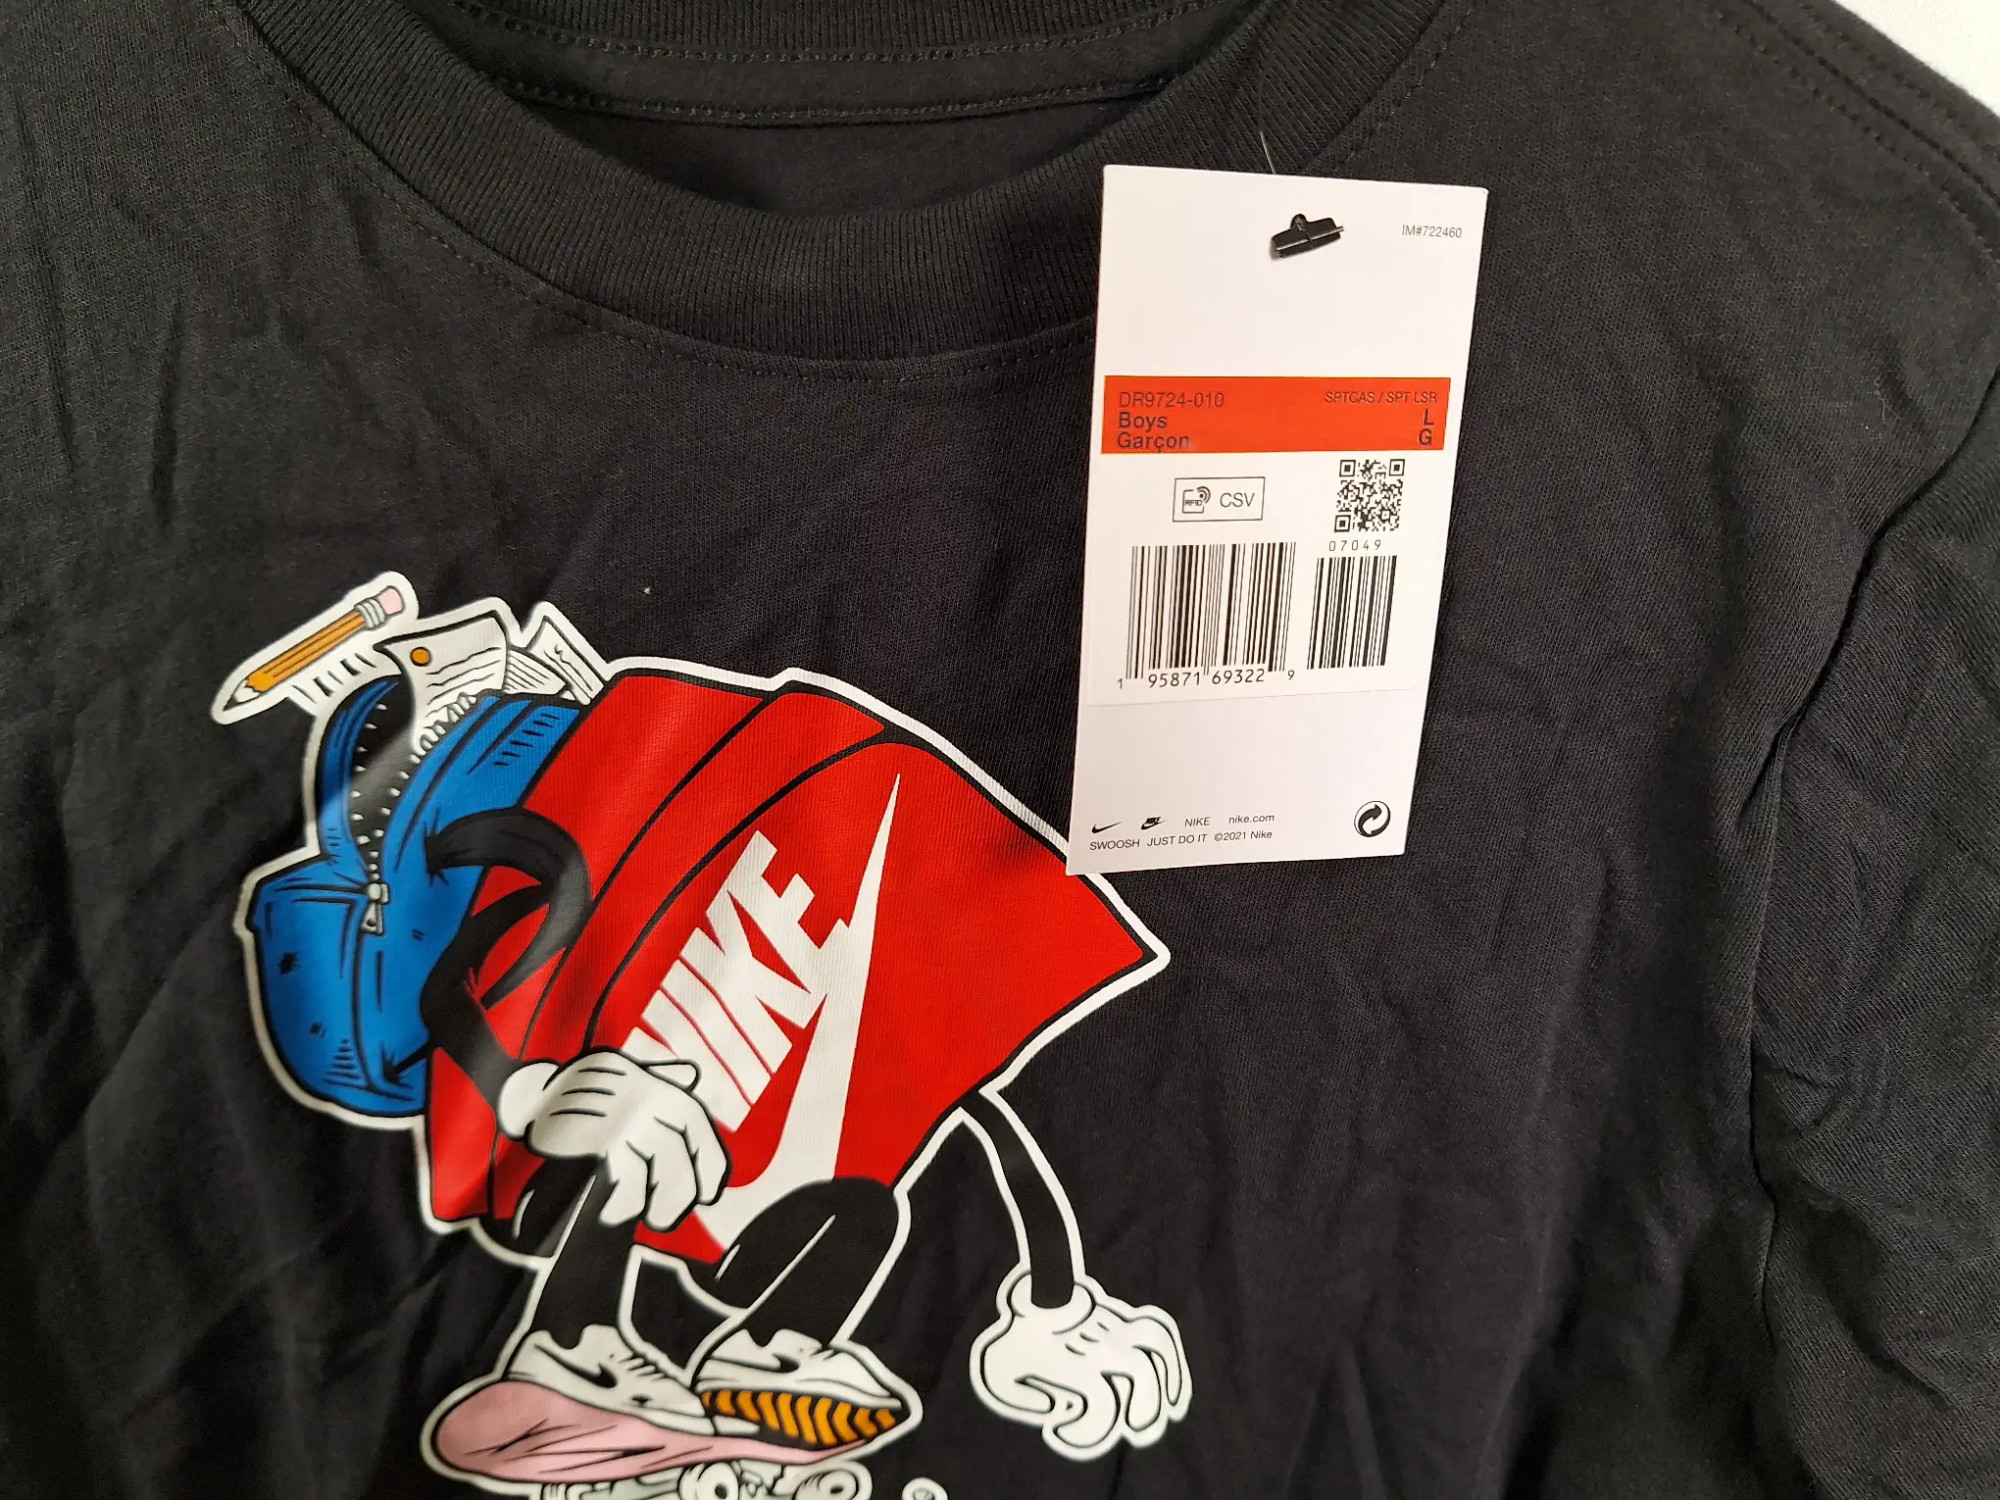 IM#722460
DR9724-010 SPTCAS / SPT LSR
Boys L
Garçon G
RFID CSV
07049
1 95871 69322 9
NIKE nike.com
SWOOSH JUST DO IT ©2021 Nike
NIKE